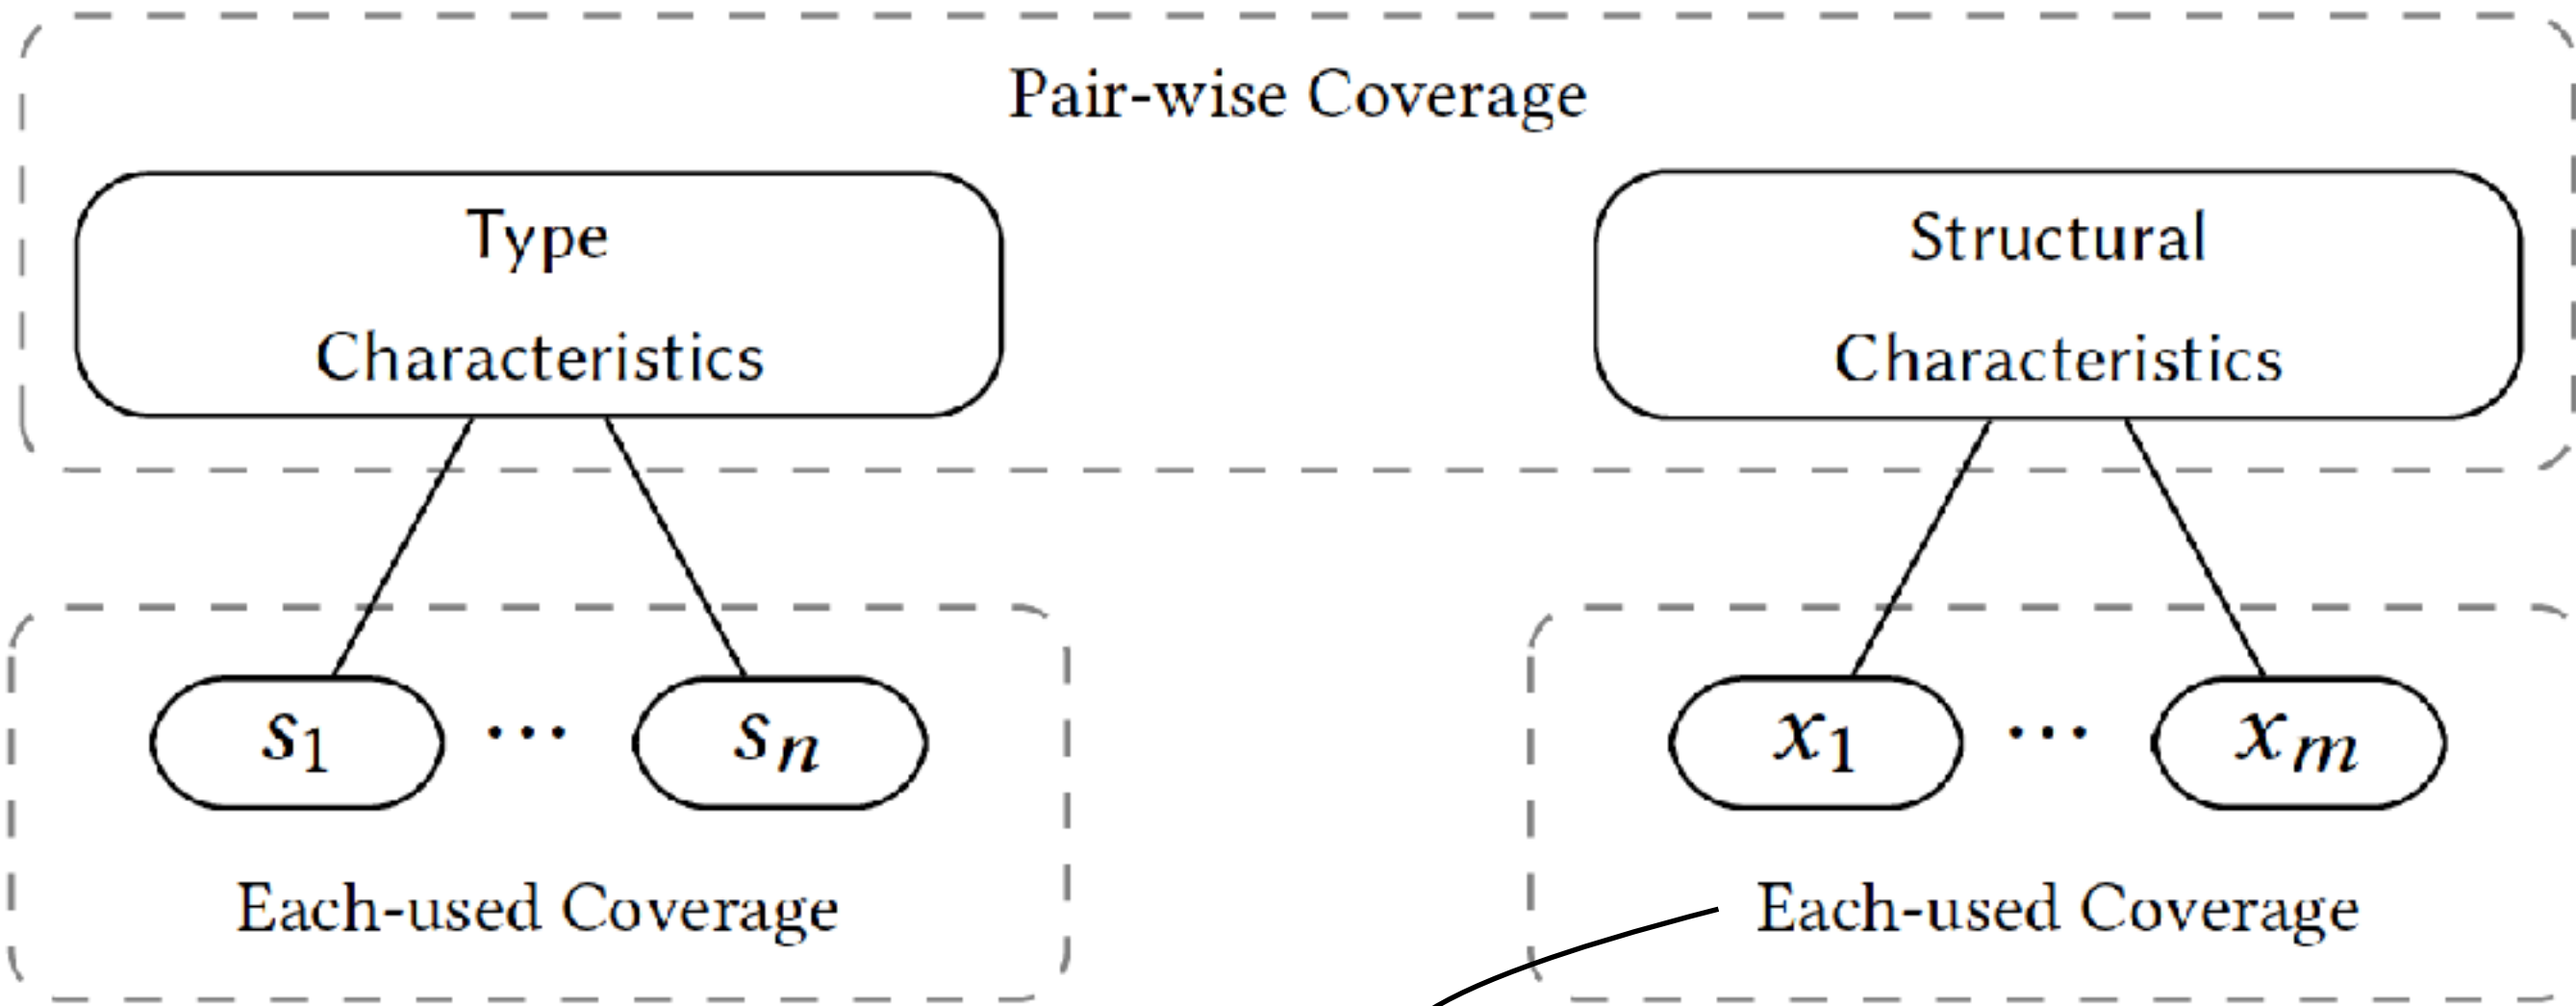 Pair-wise Coverage
Type
Characteristics
Structural
Characteristics
s1 ... sn
x1 ... xm
Each-used Coverage
Each-used Coverage